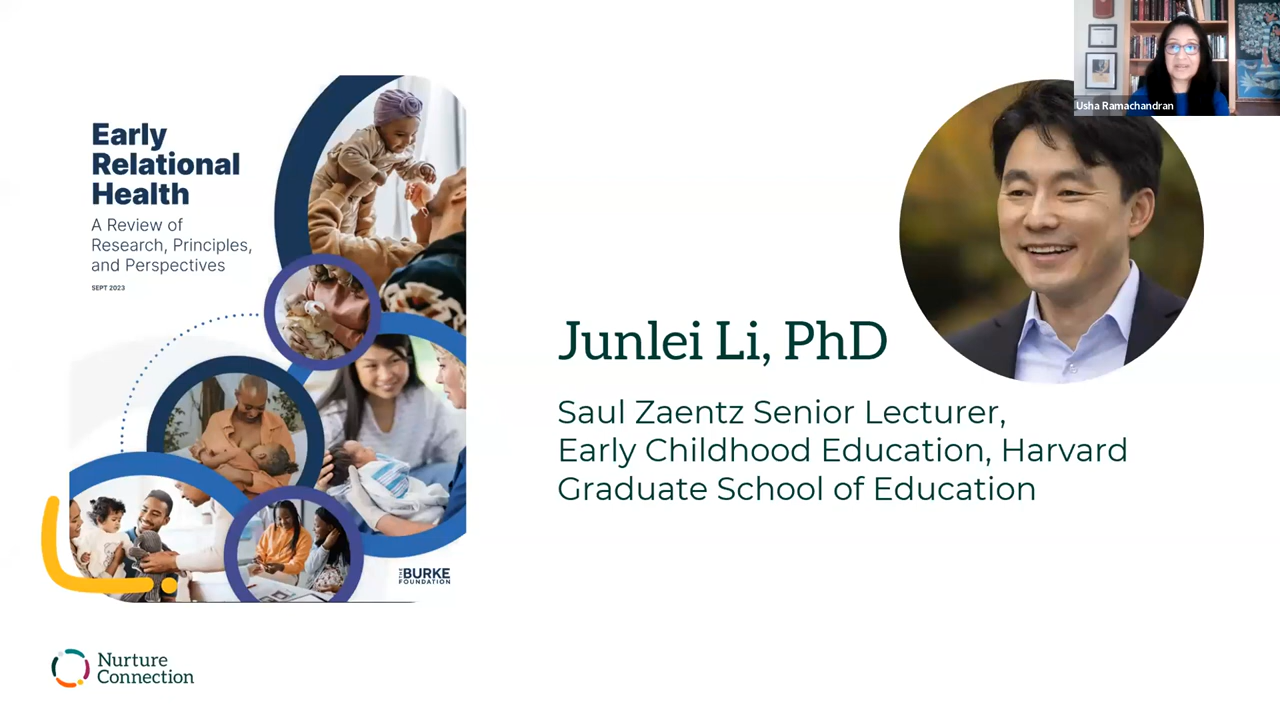 Usha Ramachandran
Early
Relational
Health
A Review of
Research, Principles,
and Perspectives
SEPT 2023
THE BURKE
FOUNDATION
Junlei Li, PhD
Saul Zaentz Senior Lecturer,
Early Childhood Education, Harvard
Graduate School of Education
Nurture
Connection